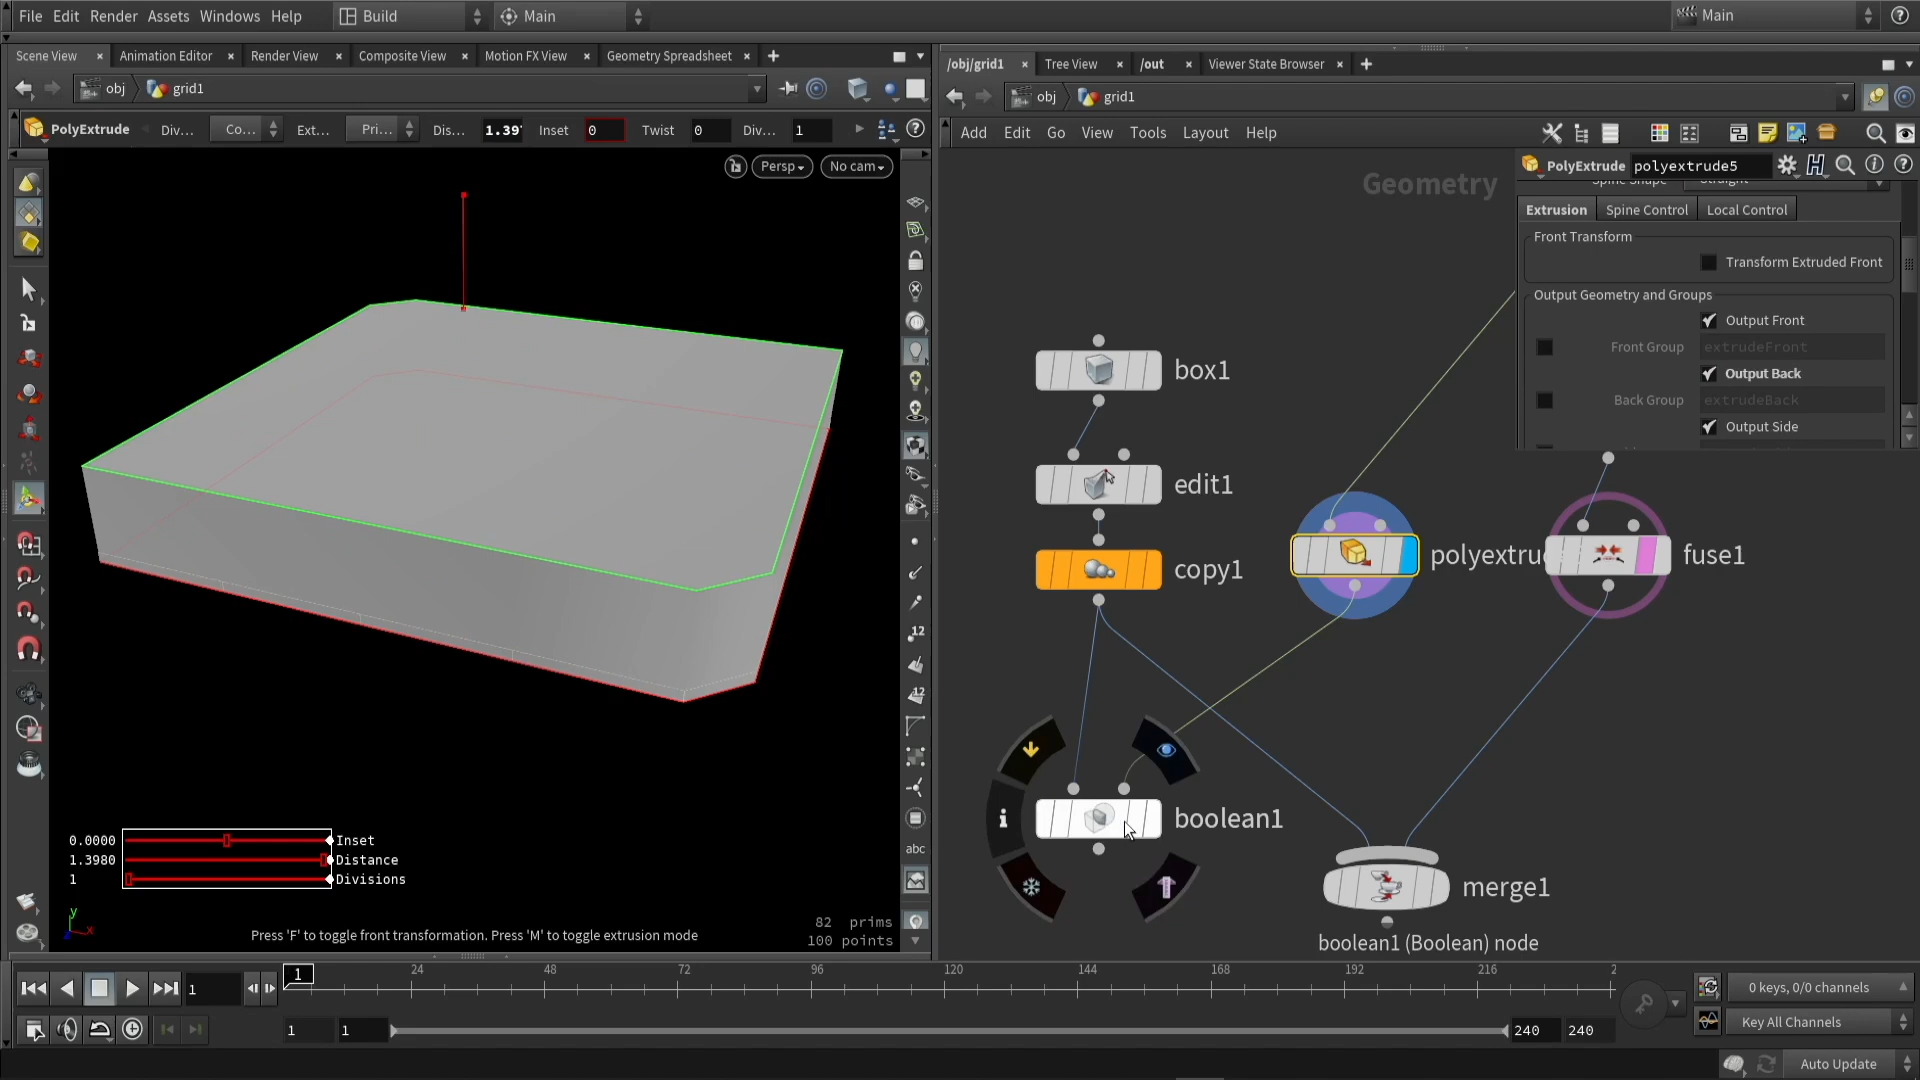 File Edit Render Assets Windows Help Build Main Main
Scene View Animation Editor Render View Composite View Motion FX View Geometry Spreadsheet
obj grid1
PolyExtrude Div... Co... Ext... Pri... Dis... 1.39 Inset 0 Twist 0 Div... 1
Persp No cam
12
12
abc
0.0000 Inset
1.3980 Distance
1 Divisions
y
x
82 prims
100 points
Press 'F' to toggle front transformation. Press 'M' to toggle extrusion mode
/obj/grid1 Tree View /out Viewer State Browser
obj grid1
Add Edit Go View Tools Layout Help
Geometry
PolyExtrude polyextrude5
Spine Shape Straight
Extrusion Spine Control Local Control
Front Transform
Transform Extruded Front
Output Geometry and Groups
Output Front
Front Group extrudeFront
Output Back
Back Group extrudeBack
Output Side
box1
edit1
copy1
polyextru
fuse1
boolean1
merge1
boolean1 (Boolean) node
1 1 24 48 72 96 120 144 168 192 216 2
0 keys, 0/0 channels
1 1 240 240
Key All Channels
Auto Update